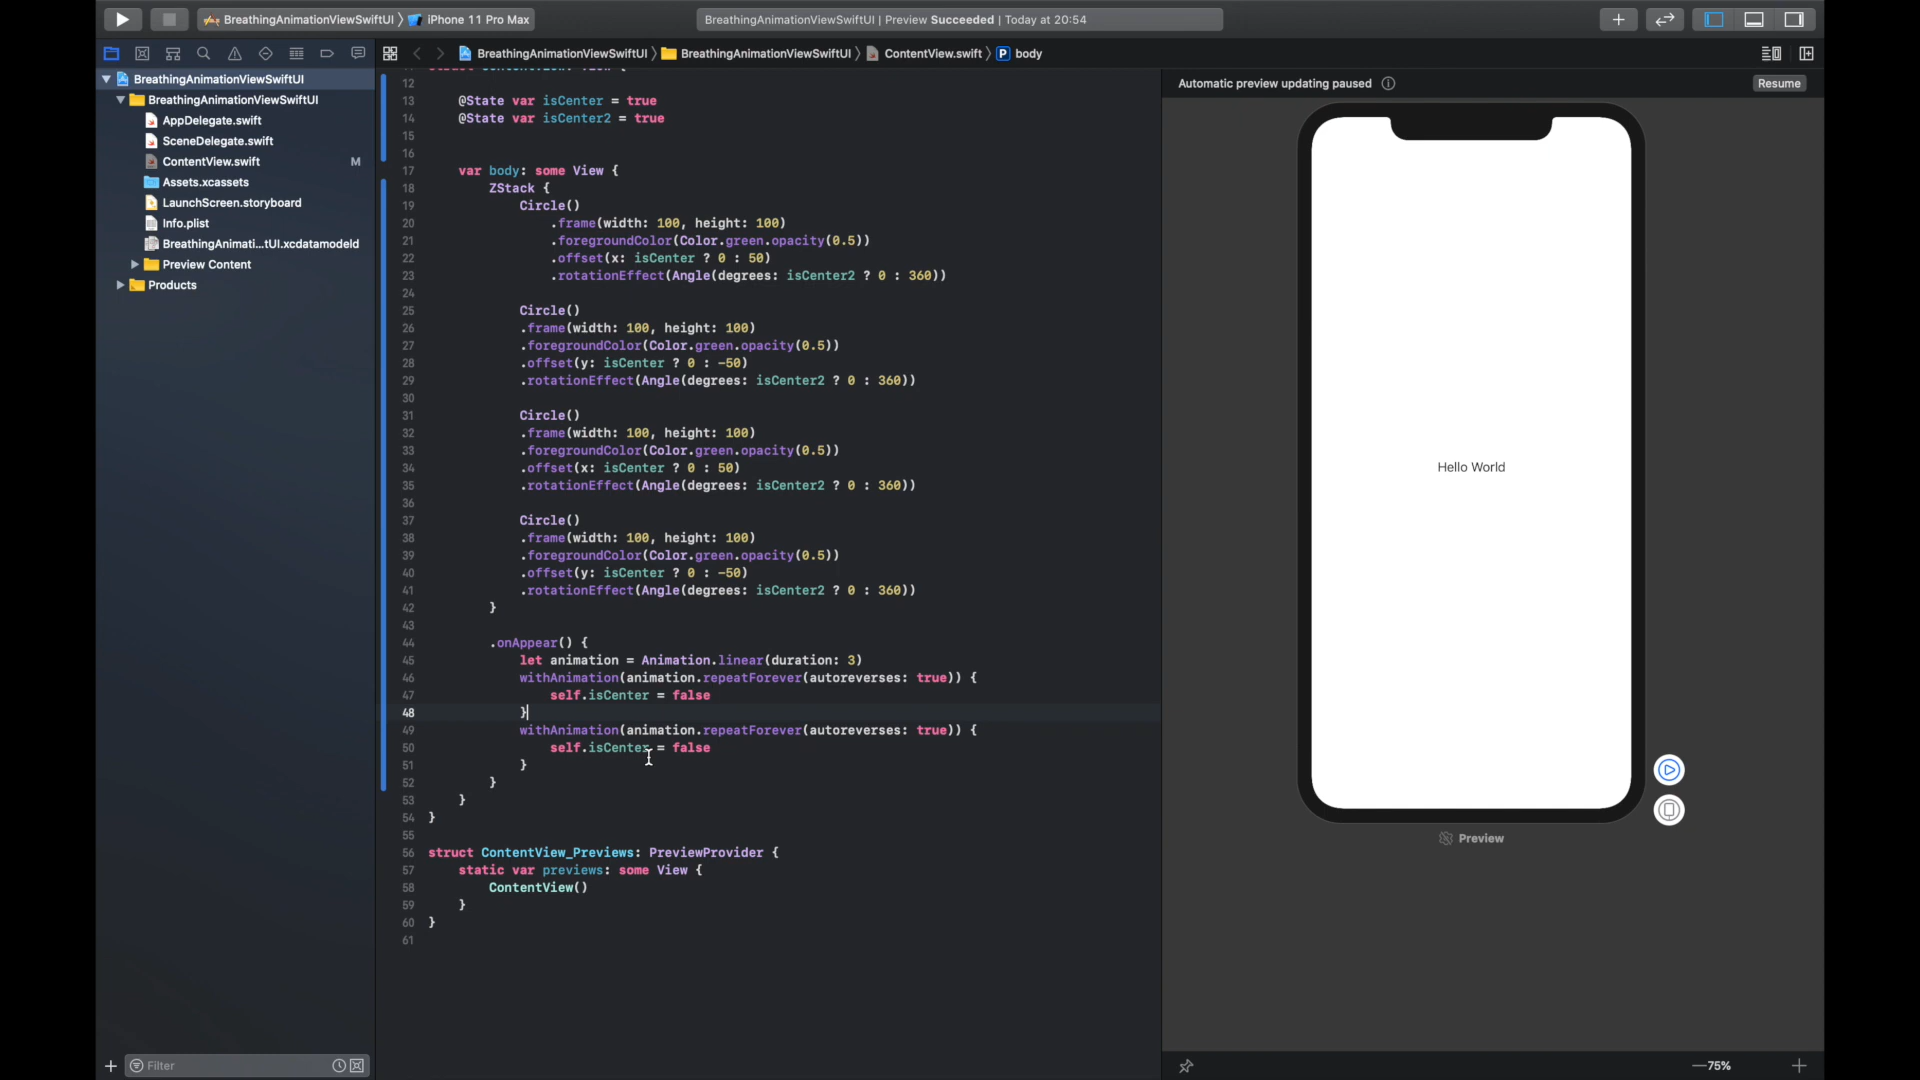 BreathingAnimationViewSwiftUI 〉 iPhone 11 Pro Max
BreathingAnimationViewSwiftUI | Preview Succeeded | Today at 20:54
BreathingAnimationViewSwiftUI 〉 BreathingAnimationViewSwiftUI 〉 ContentView.swift 〉 P body
BreathingAnimationViewSwiftUI
BreathingAnimationViewSwiftUI
AppDelegate.swift
SceneDelegate.swift
ContentView.swift M
Assets.xcassets
LaunchScreen.storyboard
Info.plist
BreathingAnimati...tUI.xcdatamodeld
Preview Content
Products
Filter
12
13 @State var isCenter = true
14 @State var isCenter2 = true
15
16
17 var body: some View {
18 ZStack {
19 Circle()
20 .frame(width: 100, height: 100)
21 .foregroundColor(Color.green.opacity(0.5))
22 .offset(x: isCenter ? 0 : 50)
23 .rotationEffect(Angle(degrees: isCenter2 ? 0 : 360))
24
25 Circle()
26 .frame(width: 100, height: 100)
27 .foregroundColor(Color.green.opacity(0.5))
28 .offset(y: isCenter ? 0 : -50)
29 .rotationEffect(Angle(degrees: isCenter2 ? 0 : 360))
30
31 Circle()
32 .frame(width: 100, height: 100)
33 .foregroundColor(Color.green.opacity(0.5))
34 .offset(x: isCenter ? 0 : 50)
35 .rotationEffect(Angle(degrees: isCenter2 ? 0 : 360))
36
37 Circle()
38 .frame(width: 100, height: 100)
39 .foregroundColor(Color.green.opacity(0.5))
40 .offset(y: isCenter ? 0 : -50)
41 .rotationEffect(Angle(degrees: isCenter2 ? 0 : 360))
42 }
43
44 .onAppear() {
45 let animation = Animation.linear(duration: 3)
46 withAnimation(animation.repeatForever(autoreverses: true)) {
47 self.isCenter = false
48 }
49 withAnimation(animation.repeatForever(autoreverses: true)) {
50 self.isCenter = false
51 }
52 }
53 }
54 }
55
56 struct ContentView_Previews: PreviewProvider {
57 static var previews: some View {
58 ContentView()
59 }
60 }
61
Automatic preview updating paused
Resume
Hello World
Preview
75%